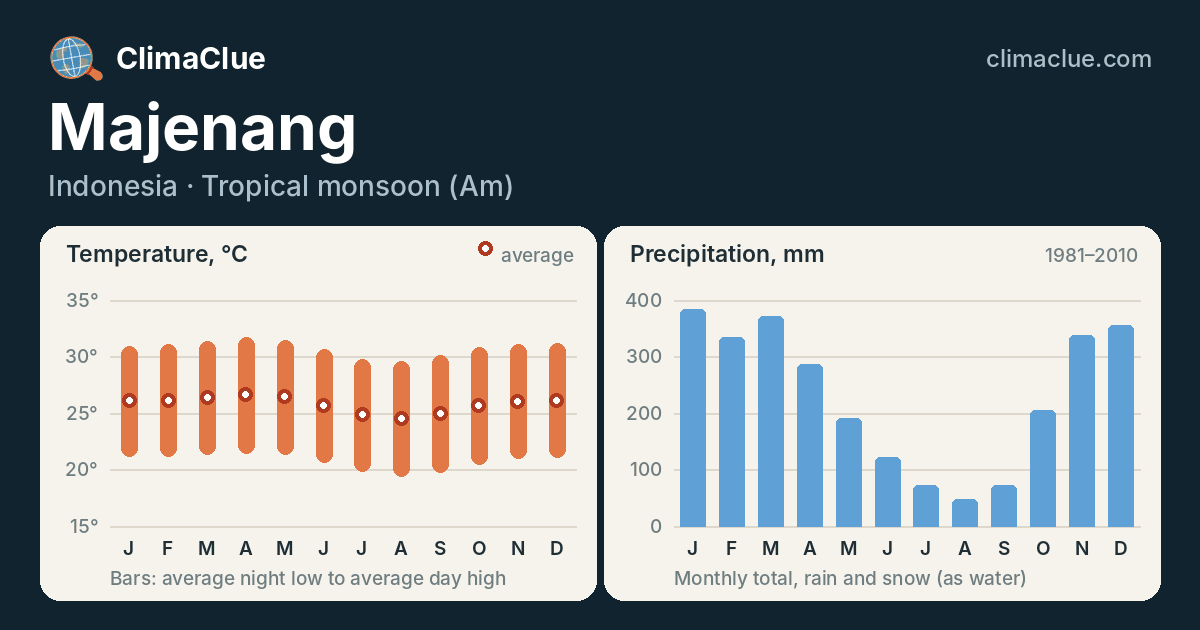 ClimaClue
climaclue.com
Majenang
Indonesia · Tropical monsoon (Am)
Temperature, °C
average
35°
30°
25°
20°
15°
J F M A M J J A S O N D
Bars: average night low to average day high
Precipitation, mm
1981–2010
400
300
200
100
0
J F M A M J J A S O N D
Monthly total, rain and snow (as water)